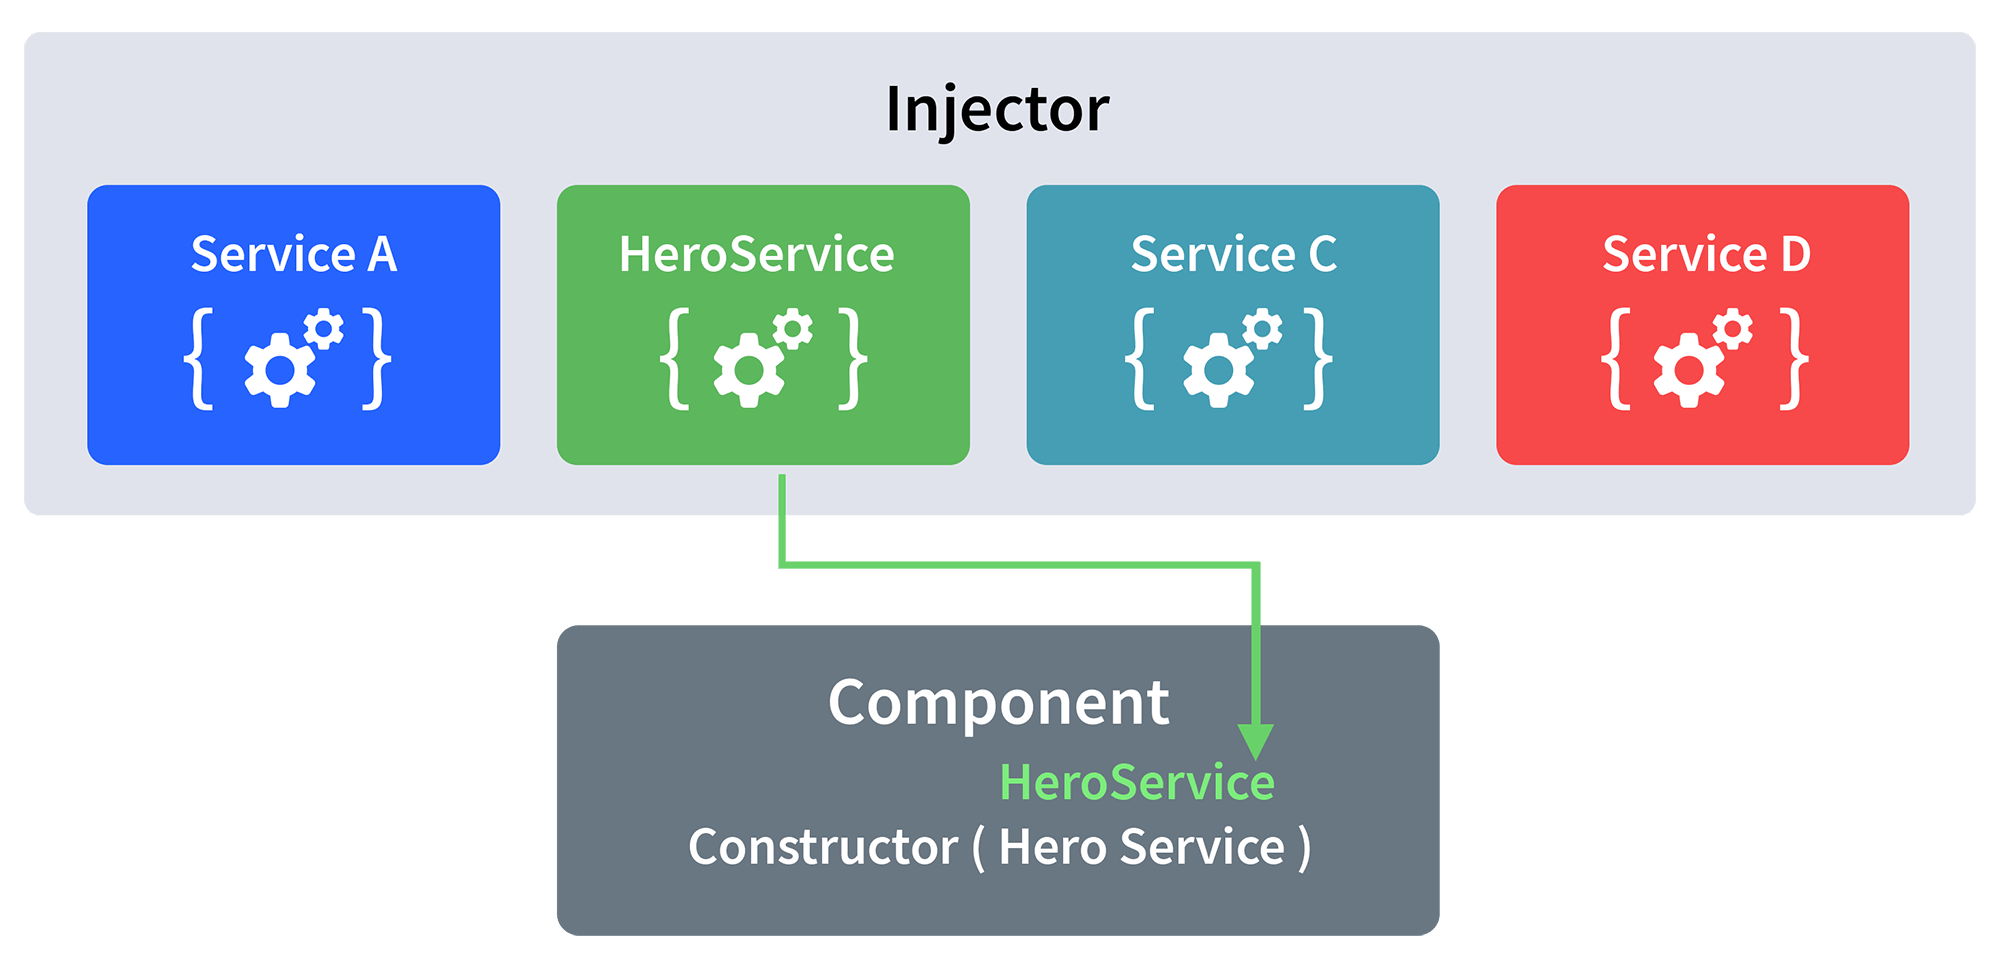 Injector
Service A
{ }
HeroService
{ }
Service C
{ }
Service D
{ }
Component
HeroService
Constructor ( Hero Service )